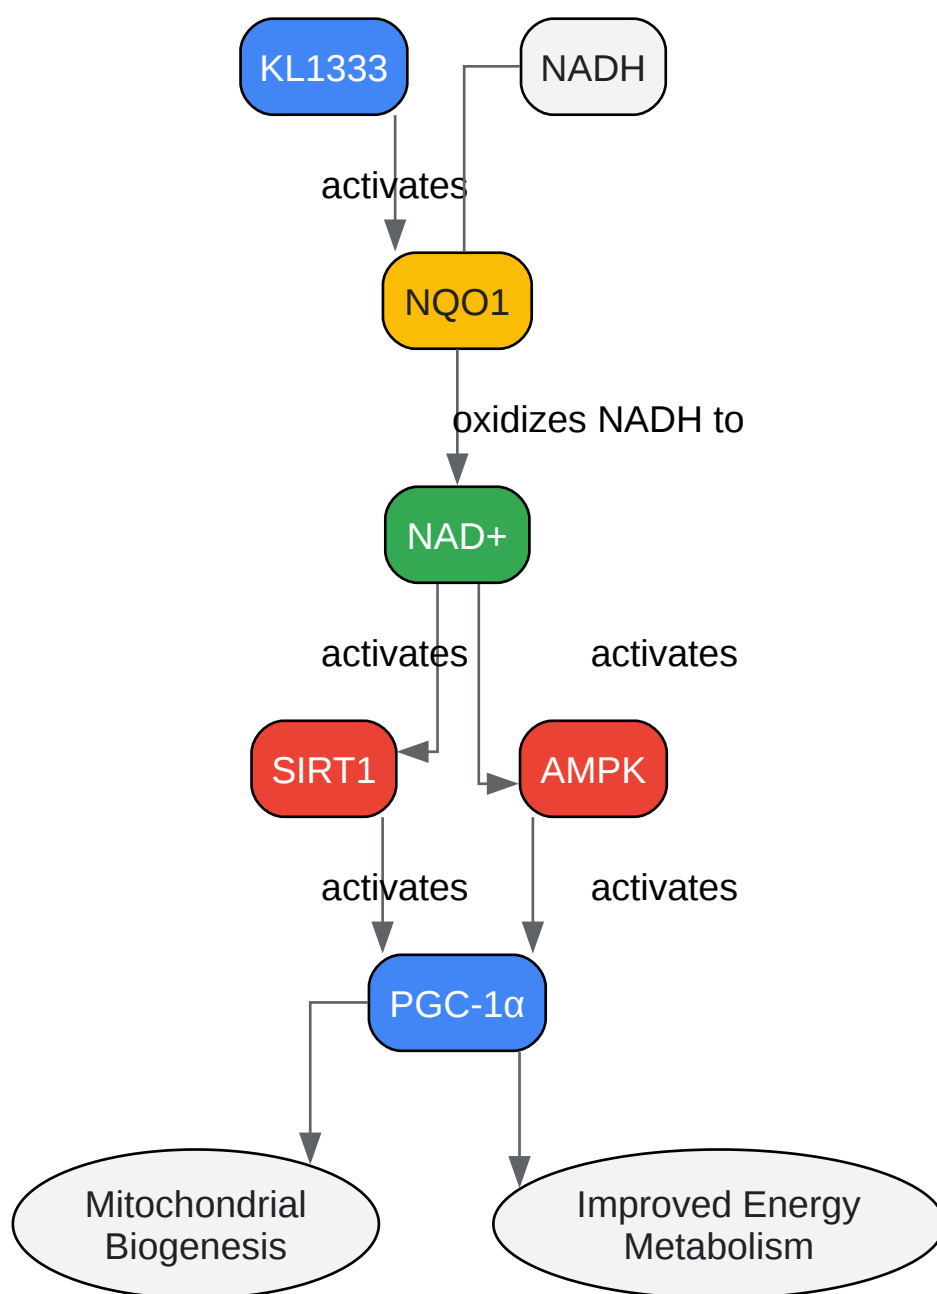 KL1333
NADH
activates
NQO1
oxidizes NADH to
NAD+
activates
activates
SIRT1
AMPK
activates
activates
PGC-1α
Mitochondrial
Biogenesis
Improved Energy
Metabolism